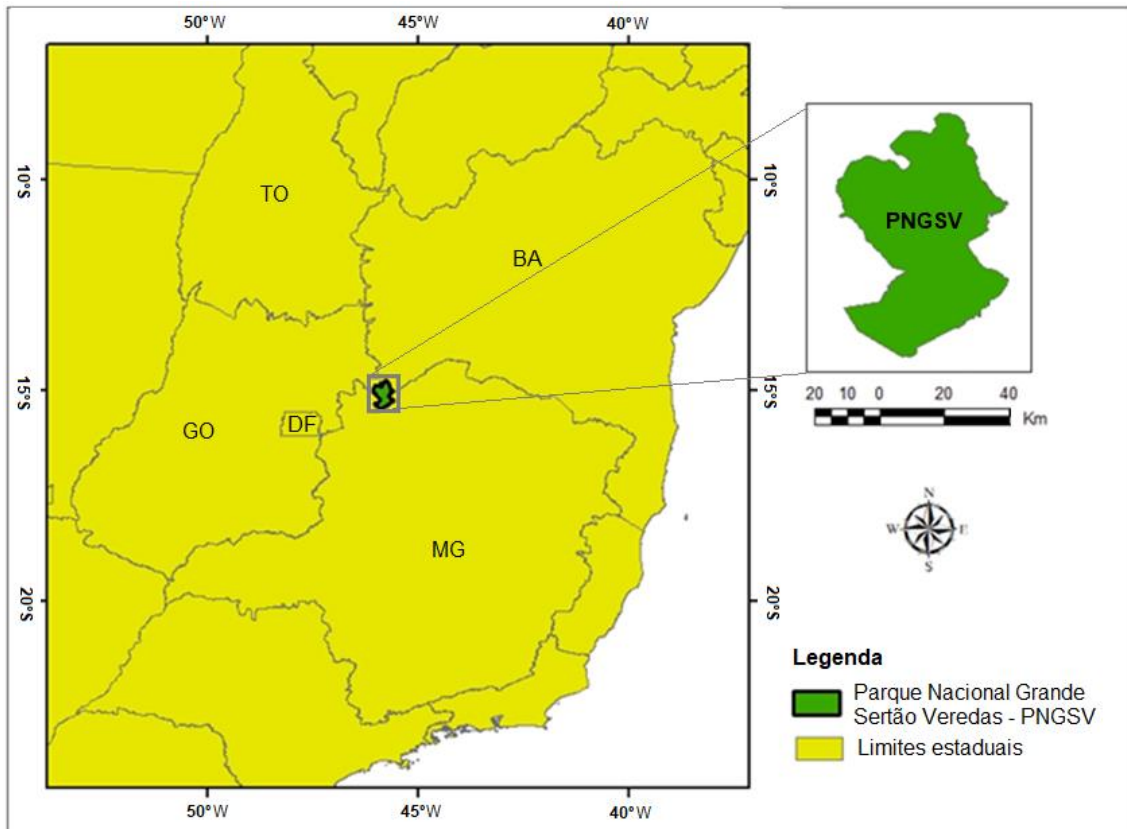 50°W 45°W 40°W
10°S 10°S
TO
BA
PNGSV
15°S 15°S
20 10 0 20 40
Km
GO
DF
N
W E
S
MG
20°S 20°S
Legenda
Parque Nacional Grande
Sertão Veredas - PNGSV
Limites estaduais
50°W 45°W 40°W